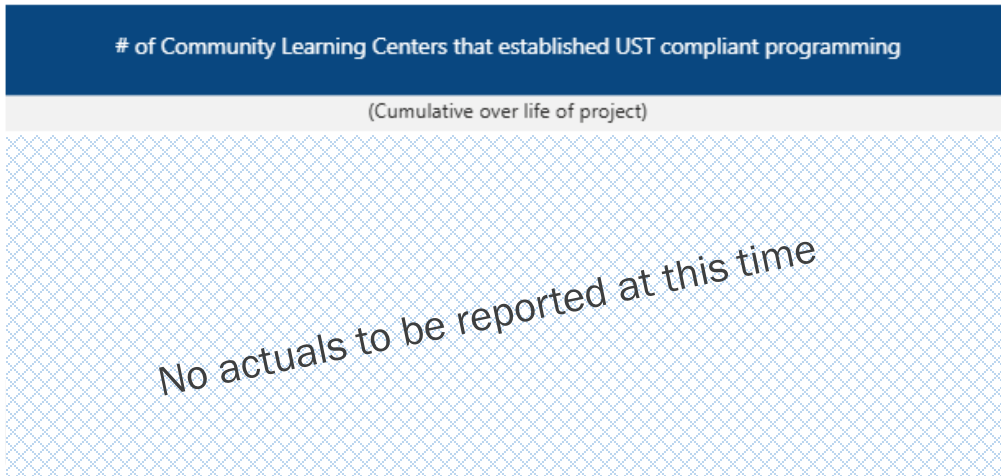 # of Community Learning Centers that established UST compliant programming
(Cumulative over life of project)
No actuals to be reported at this time